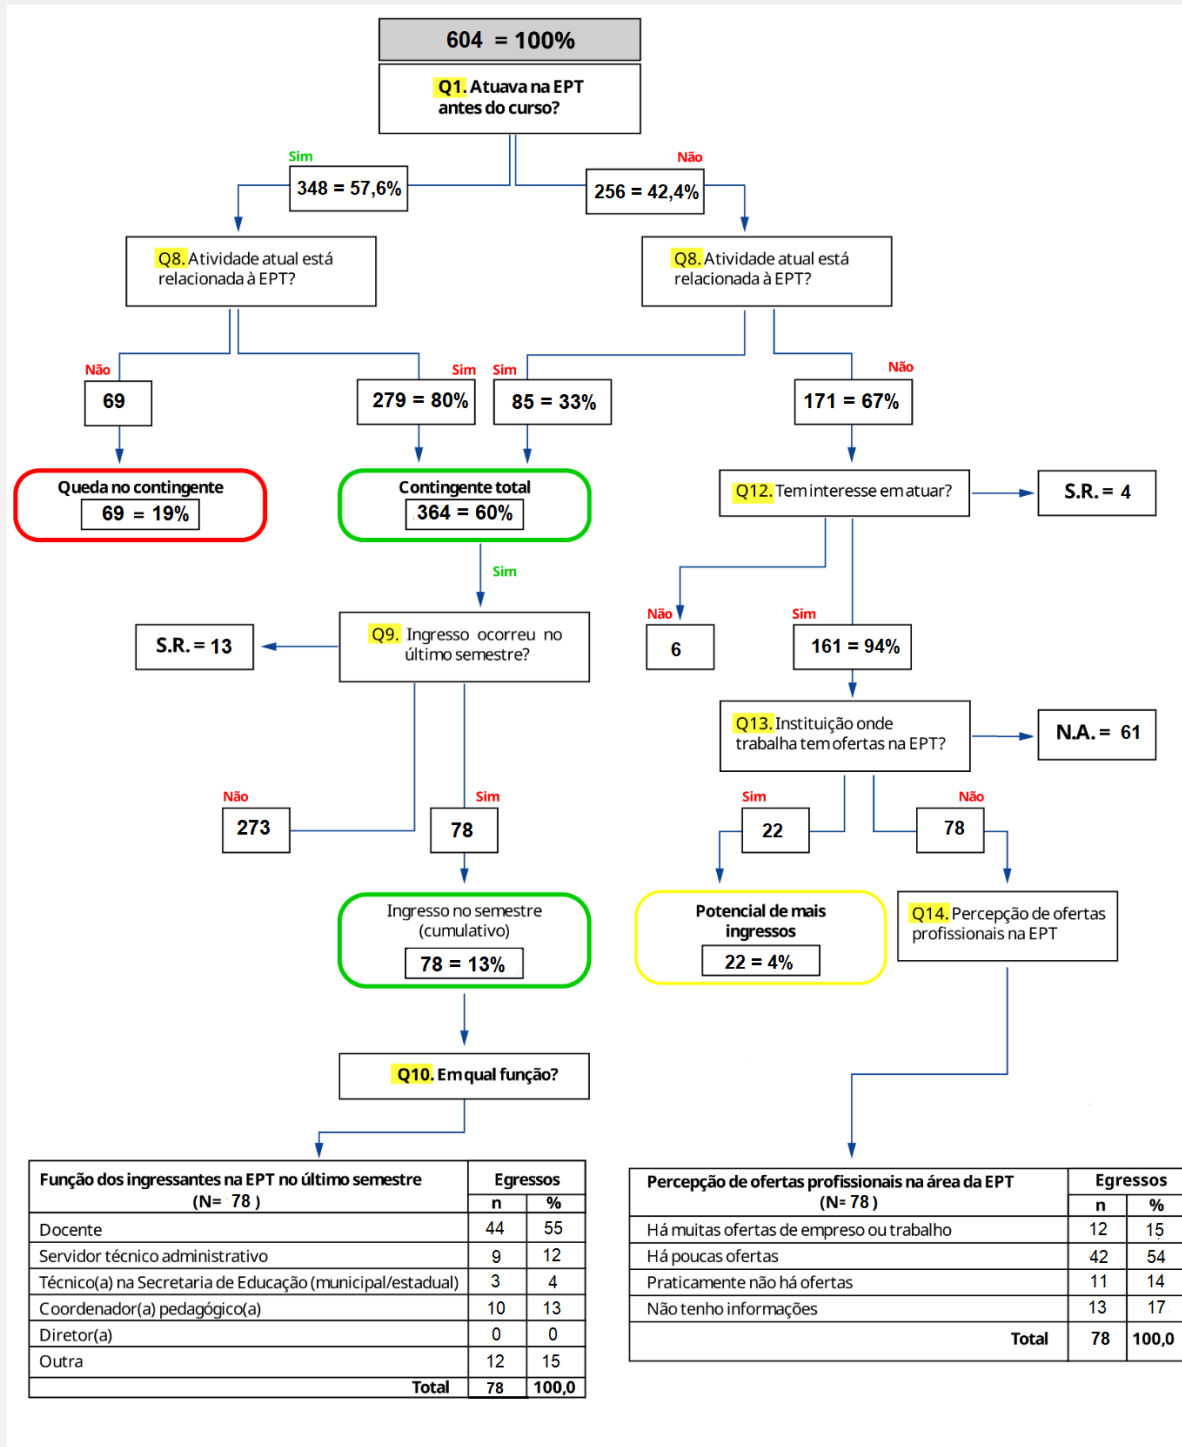 604 = 100%
Q1. Atuava na EPT
antes do curso?
Sim
Não
348 = 57,6%
256 = 42,4%
Q8. Atividade atual está
relacionada à EPT?
Q8. Atividade atual está
relacionada à EPT?
Não
Sim
Sim
Não
69
279 = 80%
85 = 33%
171 = 67%
Queda no contingente
69 = 19%
Contingente total
364 = 60%
Q12. Tem interesse em atuar?
S.R. = 4
Sim
Não
Sim
S.R. = 13
Q9. Ingresso ocorreu no
último semestre?
6
161 = 94%
Q13. Instituição onde
trabalha tem ofertas na EPT?
N.A. = 61
Não
Sim
Sim
Não
273
78
22
78
Ingresso no semestre
(cumulativo)
78 = 13%
Potencial de mais
ingressos
22 = 4%
Q14. Percepção de ofertas
profissionais na EPT
Q10. Em qual função?
Função dos ingressantes na EPT no último semestre
(N= 78 )
Egressos
n %
Docente 44 55
Servidor técnico administrativo 9 12
Técnico(a) na Secretaria de Educação (municipal/estadual) 3 4
Coordenador(a) pedagógico(a) 10 13
Diretor(a) 0 0
Outra 12 15
Total 78 100,0
Percepção de ofertas profissionais na área da EPT
(N= 78 )
Egressos
n %
Há muitas ofertas de empreso ou trabalho 12 15
Há poucas ofertas 42 54
Praticamente não há ofertas 11 14
Não tenho informações 13 17
Total 78 100,0